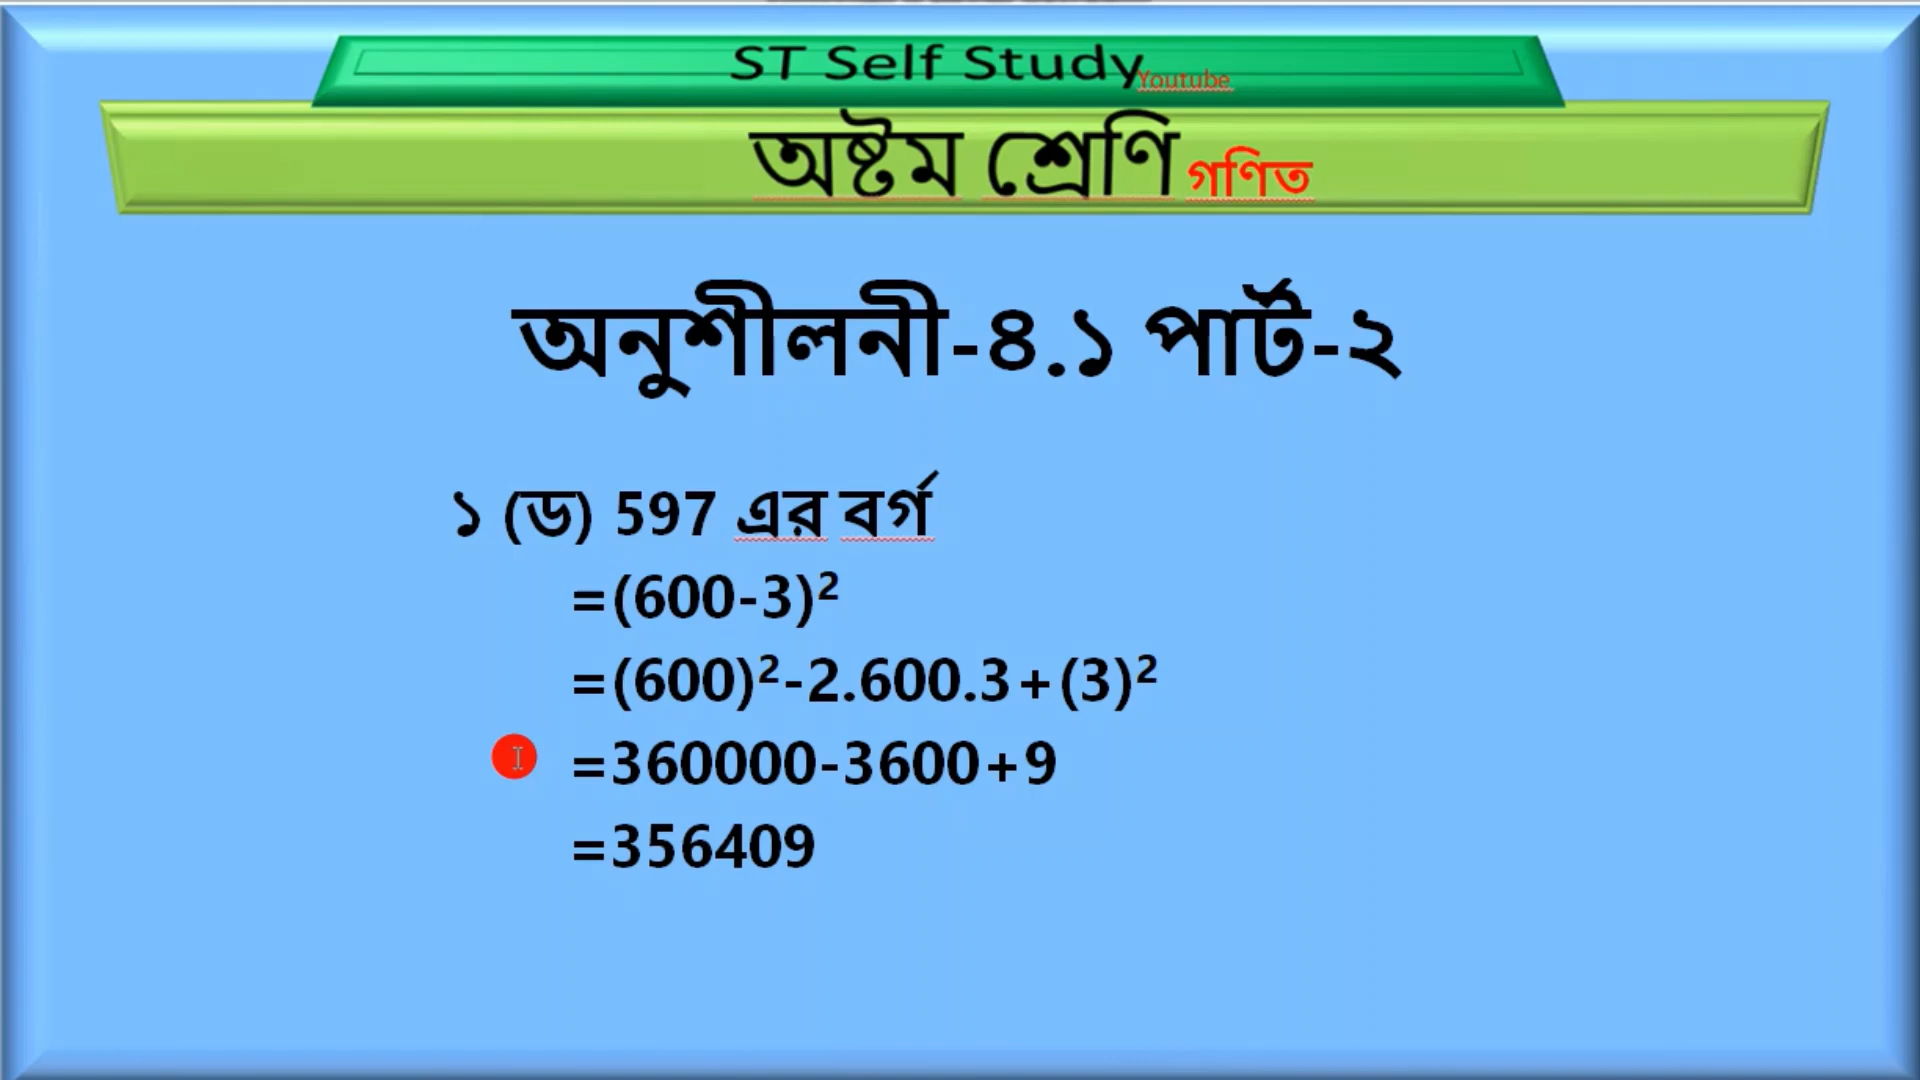 ST Self Study Youtube
অষ্টম শ্রেণি গণিত
অনুশীলনী-৪.১ পার্ট-২
১ (ড) 597 এর বর্গ
=(600-3)²
=(600)²-2.600.3+(3)²
=360000-3600+9
=356409